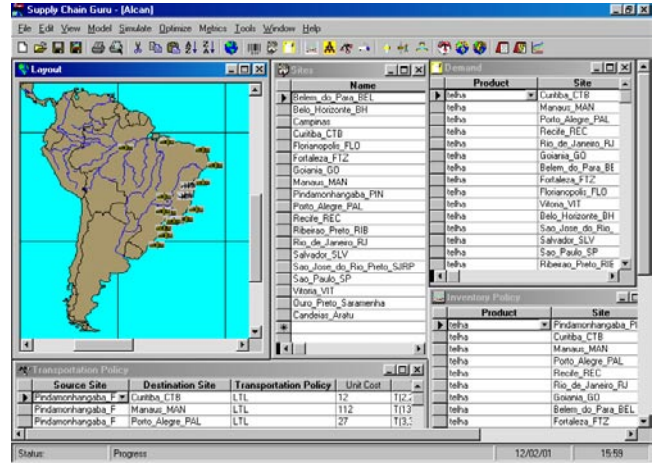 Supply Chain Guru - [Alcan]
File Edit View Model Simulate Optimize Metrics Tools Window Help
Layout
Sites
Name
Belem_do_Para_BEL
Belo_Horizonte_BH
Campinas
Curitiba_CTB
Florianopolis_FLO
Fortaleza_FTZ
Goiania_GO
Manaus_MAN
Pindamonhangaba_PIN
Porto_Alegre_PAL
Recife_REC
Ribeirao_Preto_RIB
Rio_de_Janeiro_RJ
Salvador_SLV
Sao_Jose_do_Rio_Preto_SJRP
Sao_Paulo_SP
Vitoria_VIT
Ouro_Preto_Saramenha
Candeias_Aratu
Demand
Product Site
telha Curitiba_CTB
telha Manaus_MAN
telha Porto_Alegre_PAL
telha Recife_REC
telha Rio_de_Janeiro_RJ
telha Goiania_GO
telha Belem_do_Para_BE
telha Fortaleza_FTZ
telha Florianopolis_FLO
telha Vitoria_VIT
telha Belo_Horizonte_BH
telha Sao_Jose_do_Rio_
telha Salvador_SLV
telha Sao_Paulo_SP
telha Ribeirao_Preto_RIE
Inventory Policy
Product Site
telha Pindamonhangaba_PI
telha Curitiba_CTB
telha Manaus_MAN
telha Porto_Alegre_PAL
telha Recife_REC
telha Rio_de_Janeiro_RJ
telha Goiania_GO
telha Belem_do_Para_BEL
telha Fortaleza_FTZ
Transportation Policy
Source Site Destination Site Transportation Policy Unit Cost
Pindamonhangaba_F Curitiba_CTB LTL 12 T(2,2
Pindamonhangaba_F Manaus_MAN LTL 112 T(13
Pindamonhangaba_F Porto_Alegre_PAL LTL 27 T(3,3
Status: Progress 12/02/01 15:59